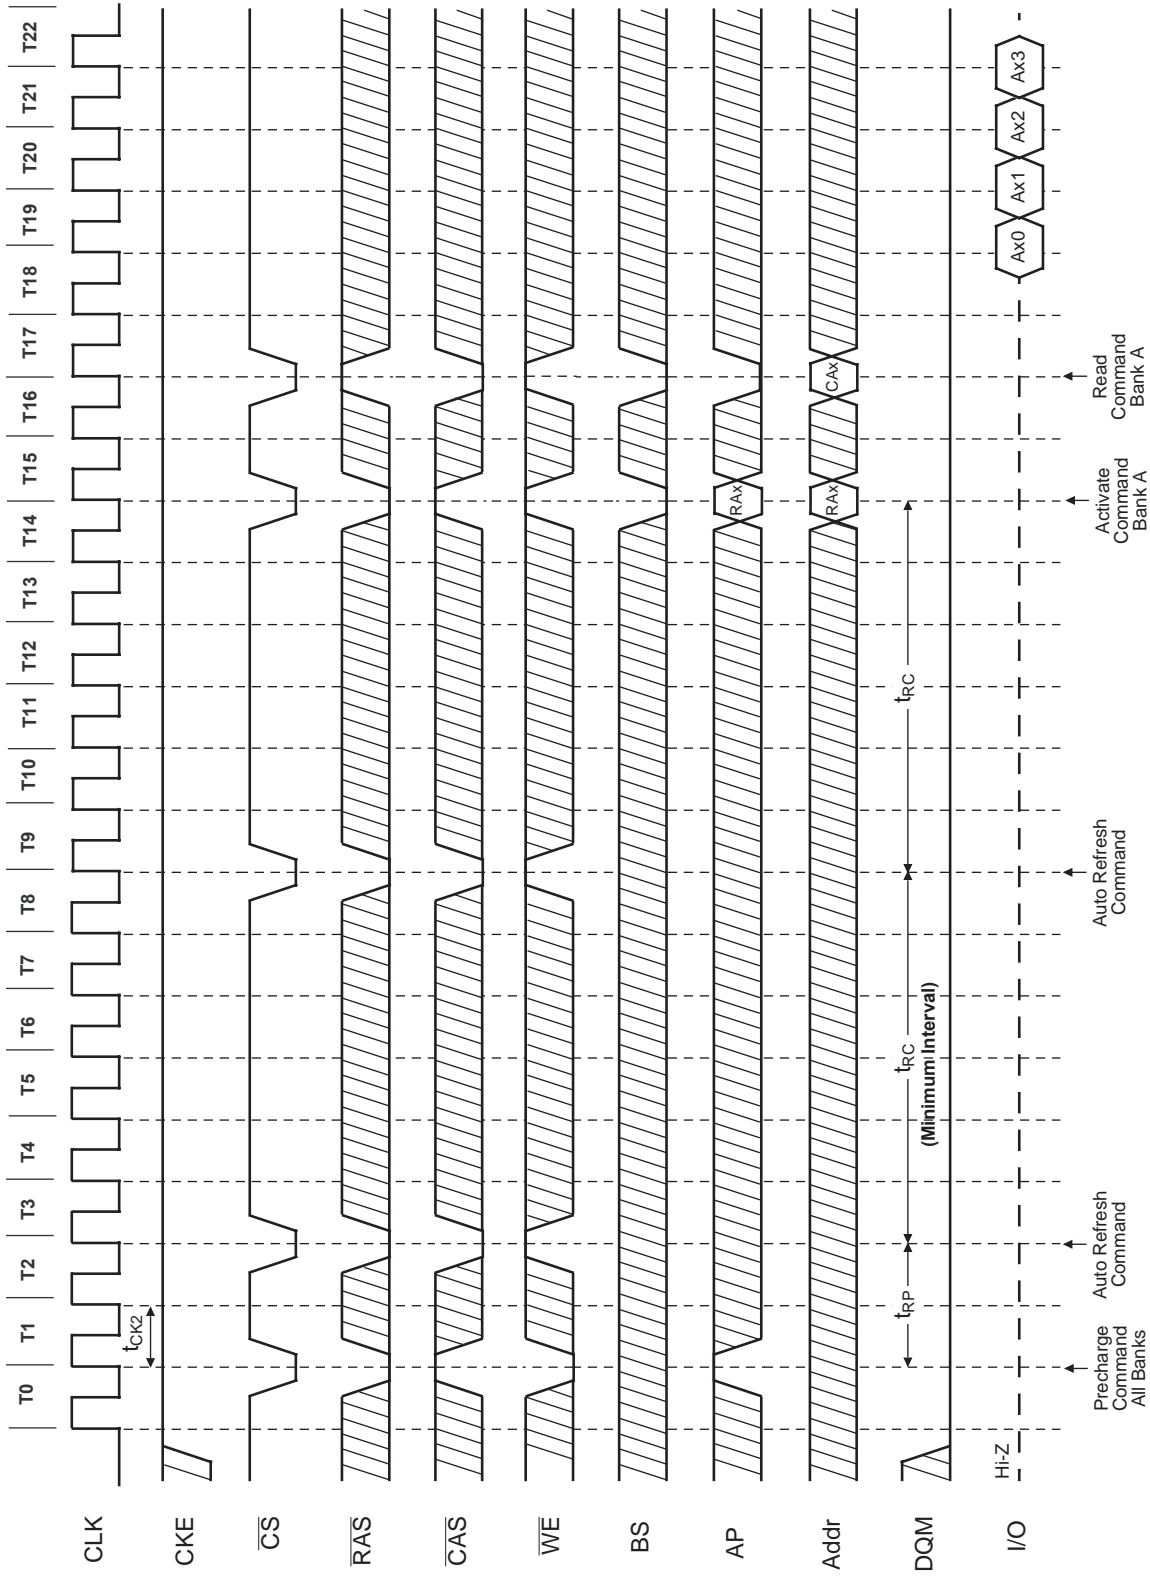 T0 T1 T2 T3 T4 T5 T6 T7 T8 T9 T10 T11 T12 T13 T14 T15 T16 T17 T18 T19 T20 T21 T22
CLK
tCK2
CKE
CS
RAS
CAS
WE
BS
AP
RAx
Addr
RAx CAx
DQM
tRP tRC tRC
(Minimum Interval)
I/O
Hi-Z
Ax0 Ax1 Ax2 Ax3
Precharge
Command
All Banks
Auto Refresh
Command
Auto Refresh
Command
Activate
Command
Bank A
Read
Command
Bank A